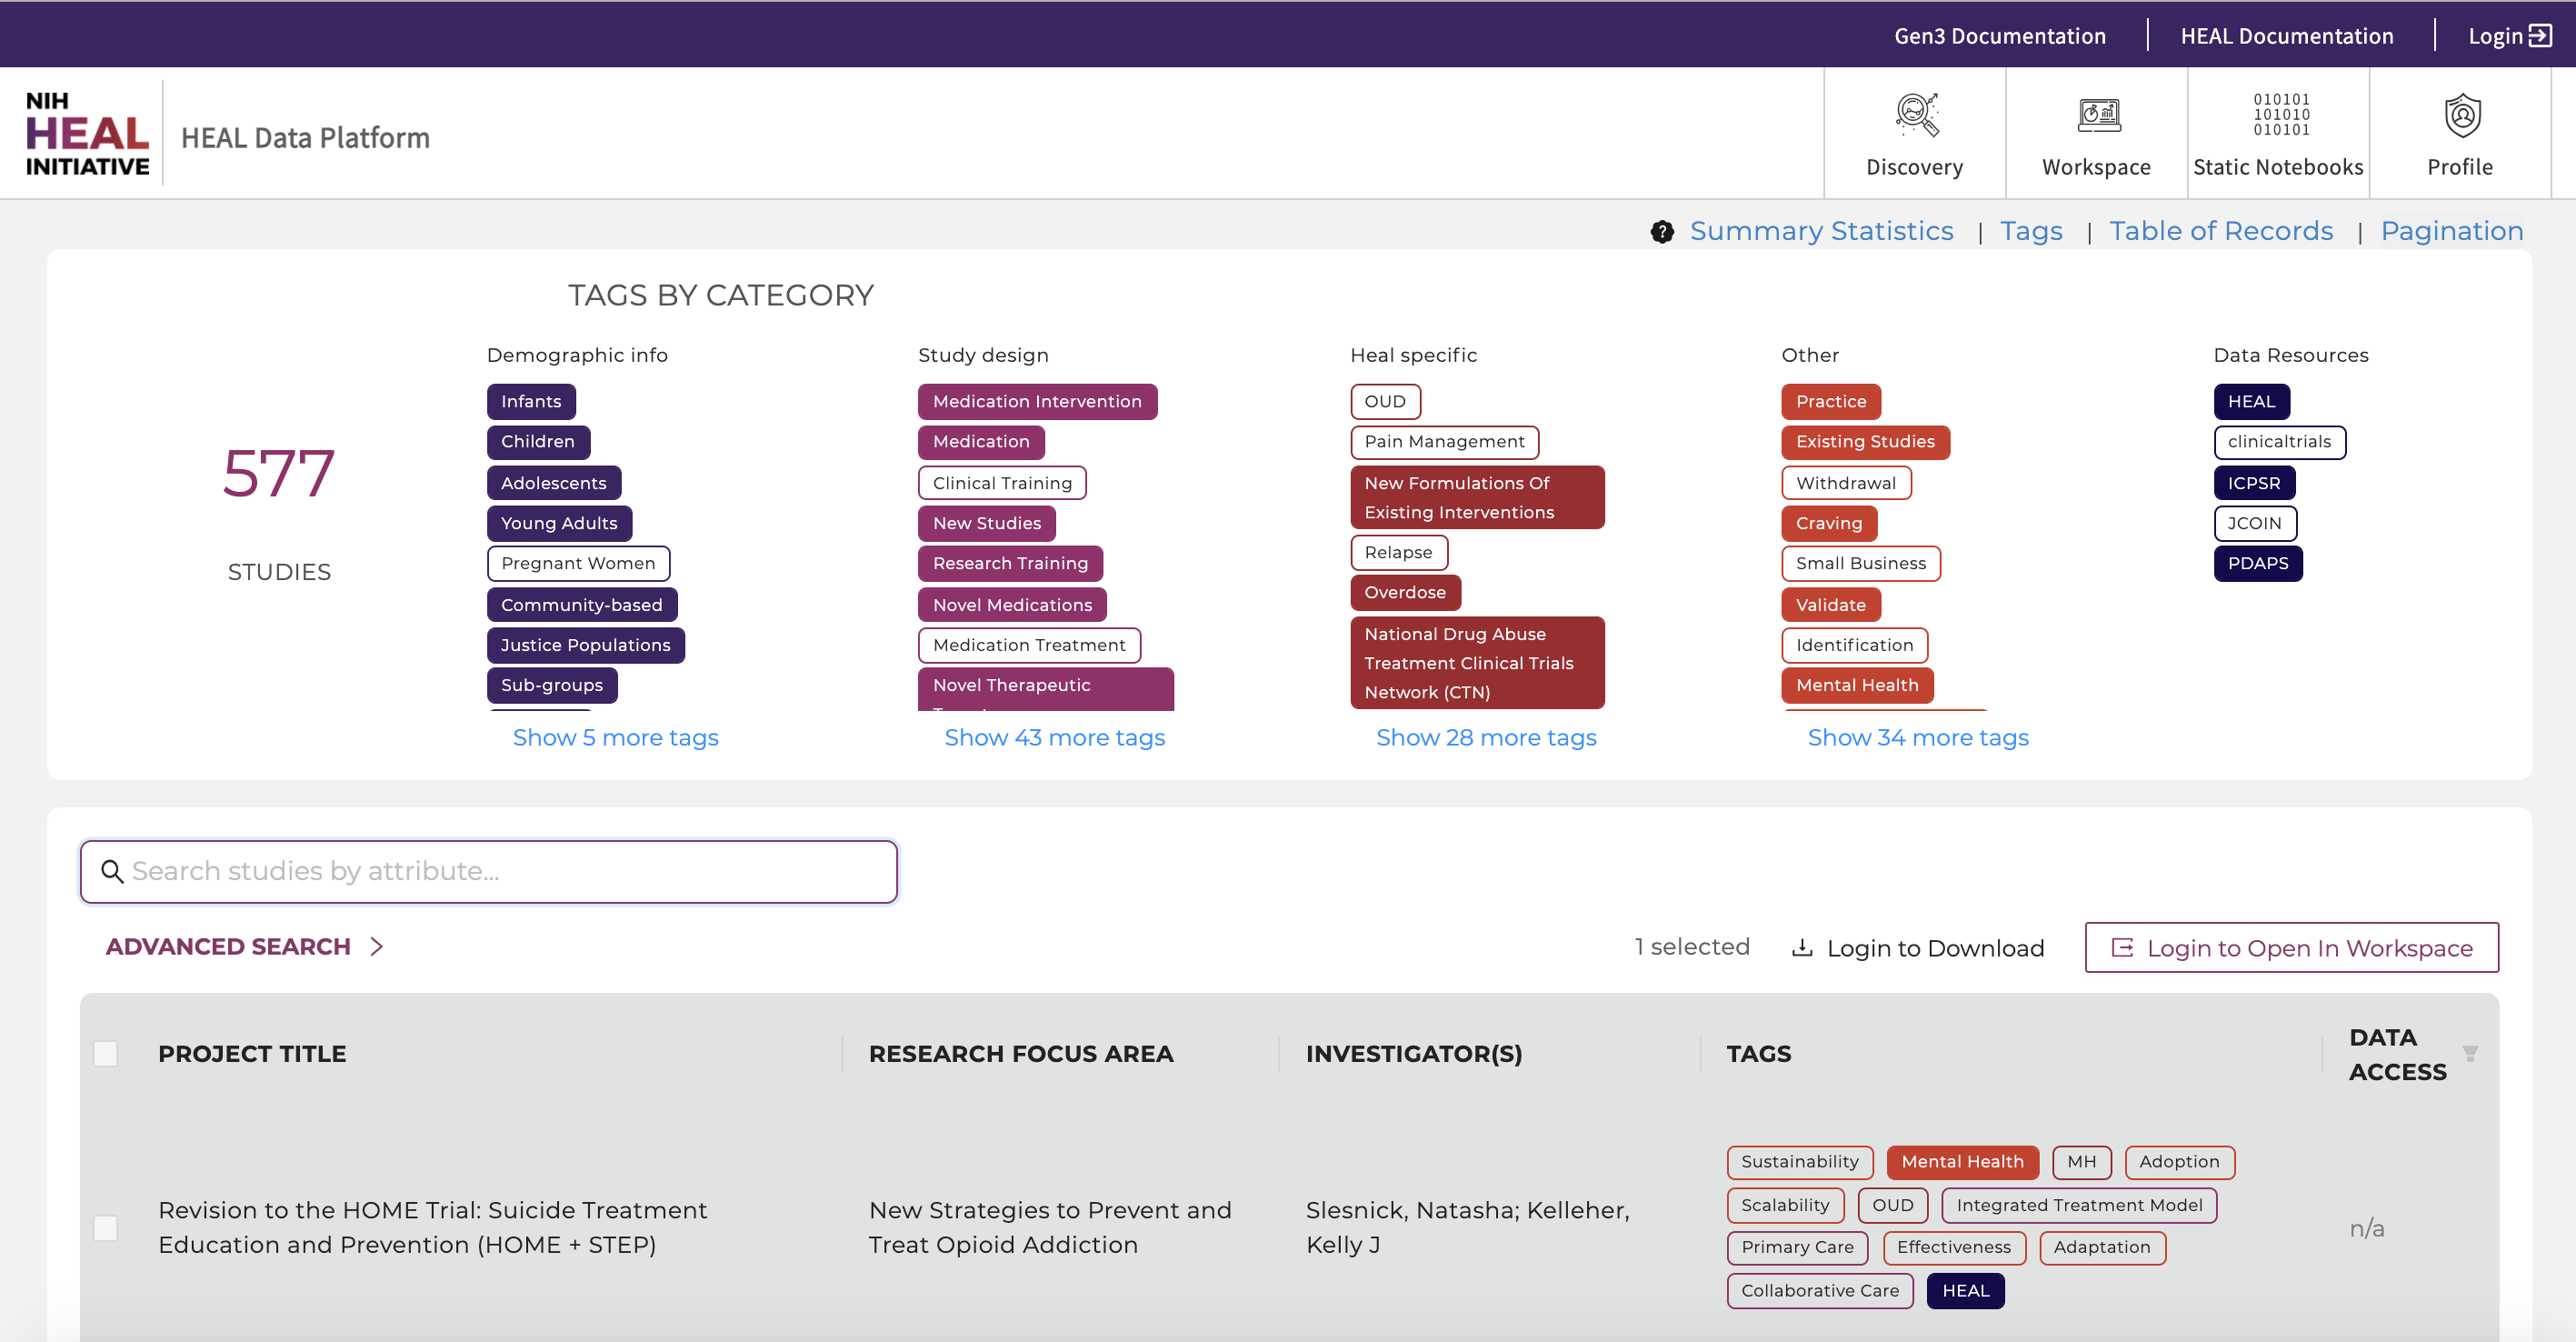 Gen3 Documentation
HEAL Documentation
Login
NIH
HEAL
INITIATIVE
HEAL Data Platform
Discovery
Workspace
010101
101010
010101
Static Notebooks
Profile
Summary Statistics | Tags | Table of Records | Pagination
577
STUDIES
TAGS BY CATEGORY
Demographic info
Infants
Children
Adolescents
Young Adults
Pregnant Women
Community-based
Justice Populations
Sub-groups
Show 5 more tags
Study design
Medication Intervention
Medication
Clinical Training
New Studies
Research Training
Novel Medications
Medication Treatment
Novel Therapeutic
Show 43 more tags
Heal specific
OUD
Pain Management
New Formulations Of
Existing Interventions
Relapse
Overdose
National Drug Abuse
Treatment Clinical Trials
Network (CTN)
Show 28 more tags
Other
Practice
Existing Studies
Withdrawal
Craving
Small Business
Validate
Identification
Mental Health
Show 34 more tags
Data Resources
HEAL
clinicaltrials
ICPSR
JCOIN
PDAPS
Search studies by attribute...
ADVANCED SEARCH
1 selected
Login to Download
Login to Open In Workspace
PROJECT TITLE
RESEARCH FOCUS AREA
INVESTIGATOR(S)
TAGS
DATA
ACCESS
Revision to the HOME Trial: Suicide Treatment
Education and Prevention (HOME + STEP)
New Strategies to Prevent and
Treat Opioid Addiction
Slesnick, Natasha; Kelleher,
Kelly J
Sustainability Mental Health MH Adoption
Scalability OUD Integrated Treatment Model
Primary Care Effectiveness Adaptation
Collaborative Care HEAL
n/a